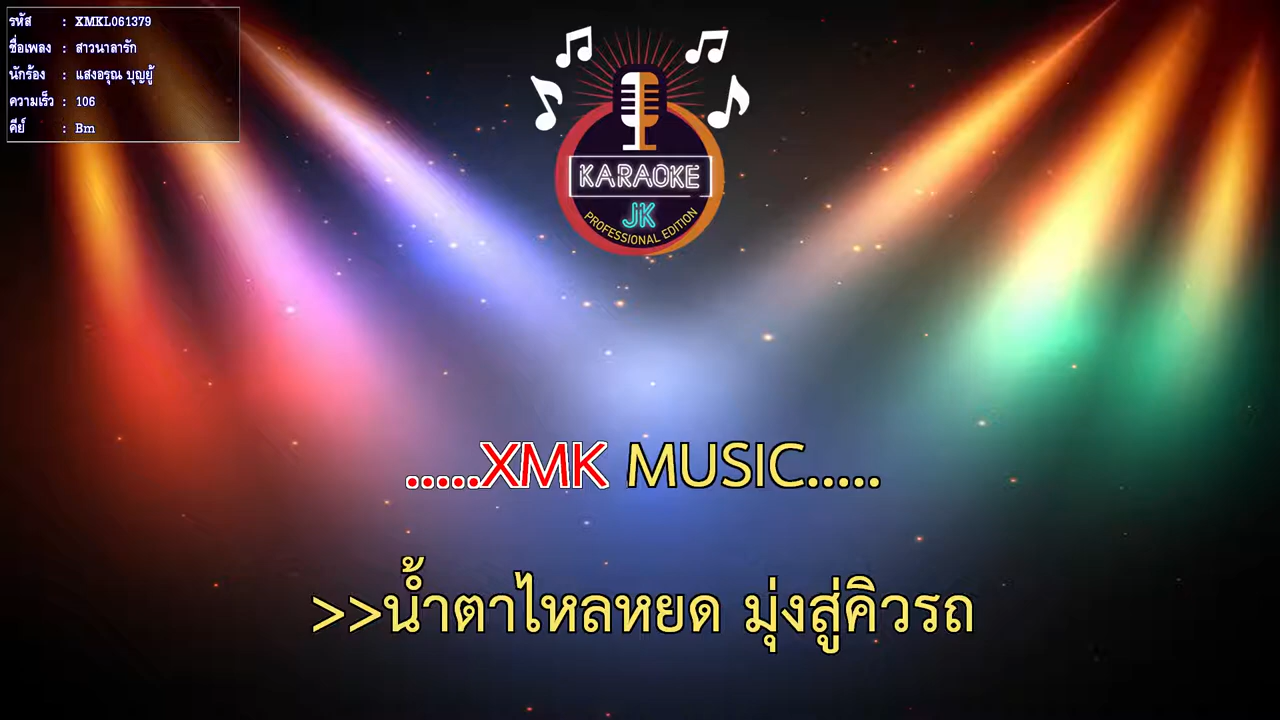 รหัส : XMKL061379
ชื่อเพลง : สาวนาลารัก
นักร้อง : แสงอรุณ บุญยู้
ความเร็ว : 106
คีย์ : Bm
KARAOKE
JK
PROFESSIONAL EDITION
.....XMK MUSIC.....
>>น้ำตาไหลหยด มุ่งสู่คิวรถ